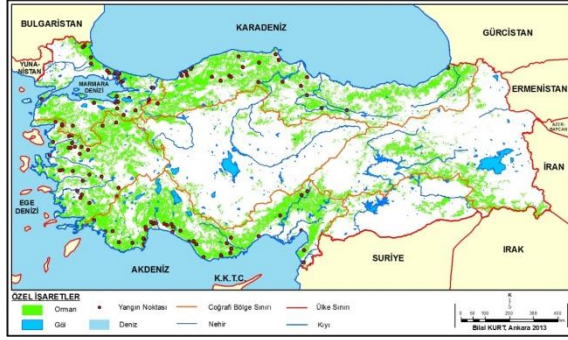 BULGARİSTAN
KARADENİZ
GÜRCİSTAN
YUNA-
NİSTAN
MARMARA
DENİZİ
ERMENİSTAN
AZER-
BAYCAN
İRAN
EGE
DENİZİ
AKDENİZ
K.K.T.C.
SURİYE
IRAK
ÖZEL İŞARETLER
Orman
Yangın Noktası
Coğrafi Bölge Sınırı
Ülke Sınırı
Göl
Deniz
Nehir
Kıyı
K
Bilal KURT, Ankara 2013